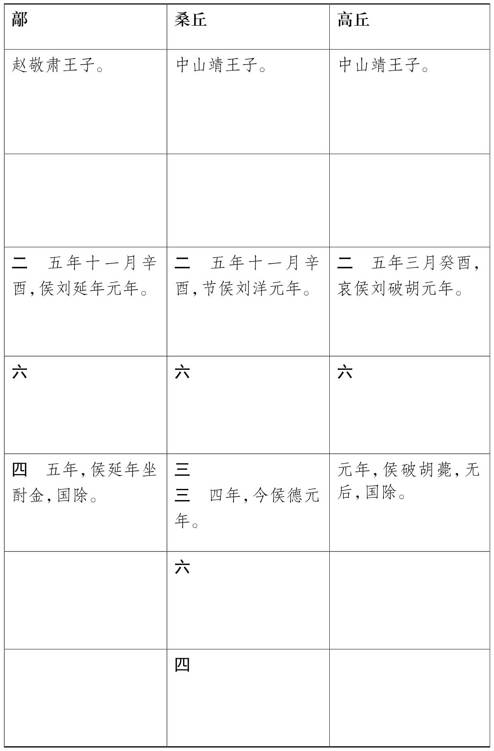 鄗
桑丘
高丘
赵敬肃王子。
中山靖王子。
中山靖王子。
二　五年十一月辛
酉,侯刘延年元年。
二　五年十一月辛
酉,节侯刘洋元年。
二　五年三月癸酉,
哀侯刘破胡元年。
六
六
六
四　五年,侯延年坐
酎金,国除。
三
三　四年,今侯德元
年。
元年,侯破胡薨,无
后,国除。
六
四